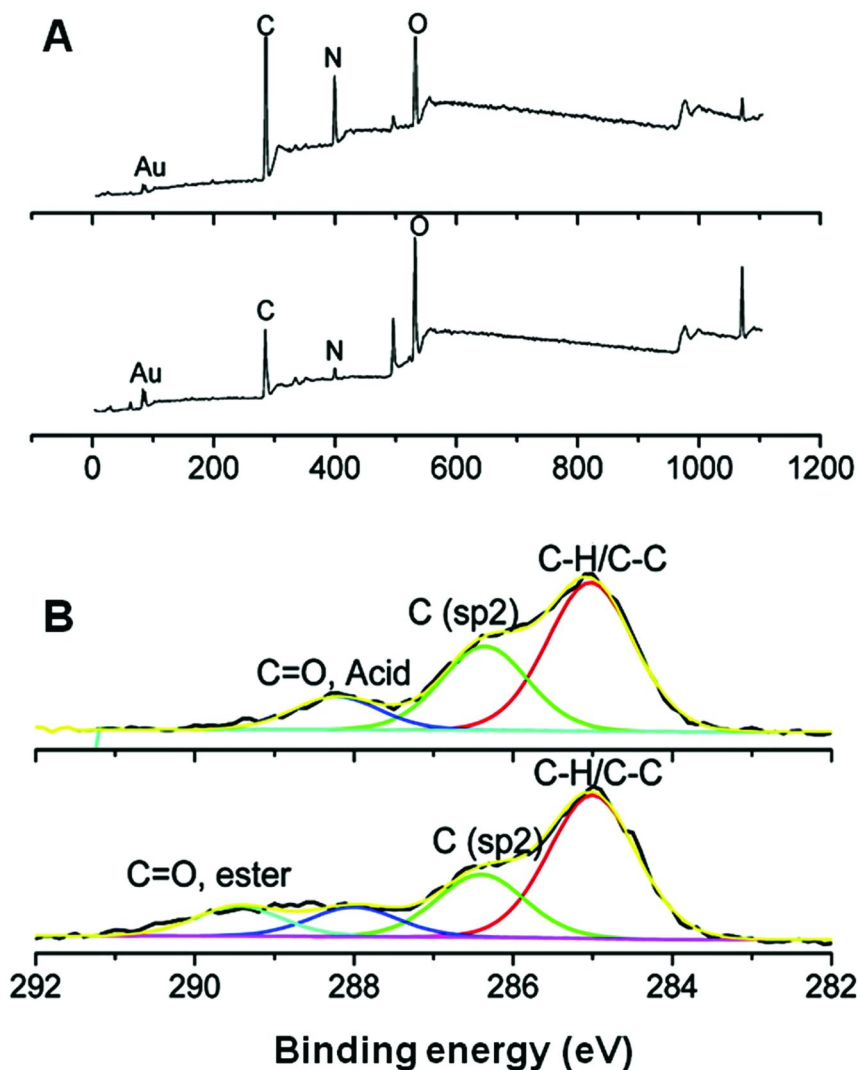 A
C
N
O
Au
O
C
N
Au
0 200 400 600 800 1000 1200
B
C-H/C-C
C (sp2)
C=O, Acid
C-H/C-C
C (sp2)
C=O, ester
292 290 288 286 284 282
Binding energy (eV)